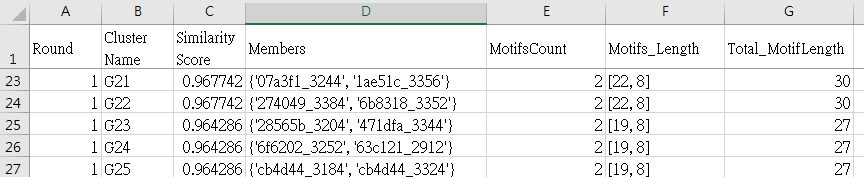 A B C D E F G
1 Round Cluster Name Similarity Score Members MotifsCount Motifs_Length Total_MotifLength
23 1 G21 0.967742 {'07a3f1_3244', '1ae51c_3356'} 2 [22, 8] 30
24 1 G22 0.967742 {'274049_3384', '6b8318_3352'} 2 [22, 8] 30
25 1 G23 0.964286 {'28565b_3204', '471dfa_3344'} 2 [19, 8] 27
26 1 G24 0.964286 {'6f6202_3252', '63c121_2912'} 2 [19, 8] 27
27 1 G25 0.964286 {'cb4d44_3184', 'cb4d44_3324'} 2 [19, 8] 27